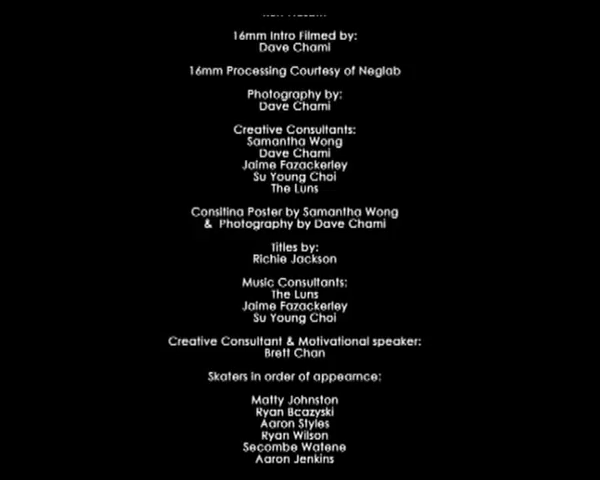 16mm Intro Filmed by:
Dave Chami
16mm Processing Courtesy of Neglab
Photography by:
Dave Chami
Creative Consultants:
Samantha Wong
Dave Chami
Jaime Fazackerley
Su Young Choi
The Luns
Consitina Poster by Samantha Wong
& Photography by Dave Chami
Titles by:
Richie Jackson
Music Consultants:
The Luns
Jaime Fazackerley
Su Young Choi
Creative Consultant & Motivational speaker:
Brett Chan
Skaters in order of appearnce:
Matty Johnston
Ryan Bcazyski
Aaron Styles
Ryan Wilson
Secombe Watene
Aaron Jenkins